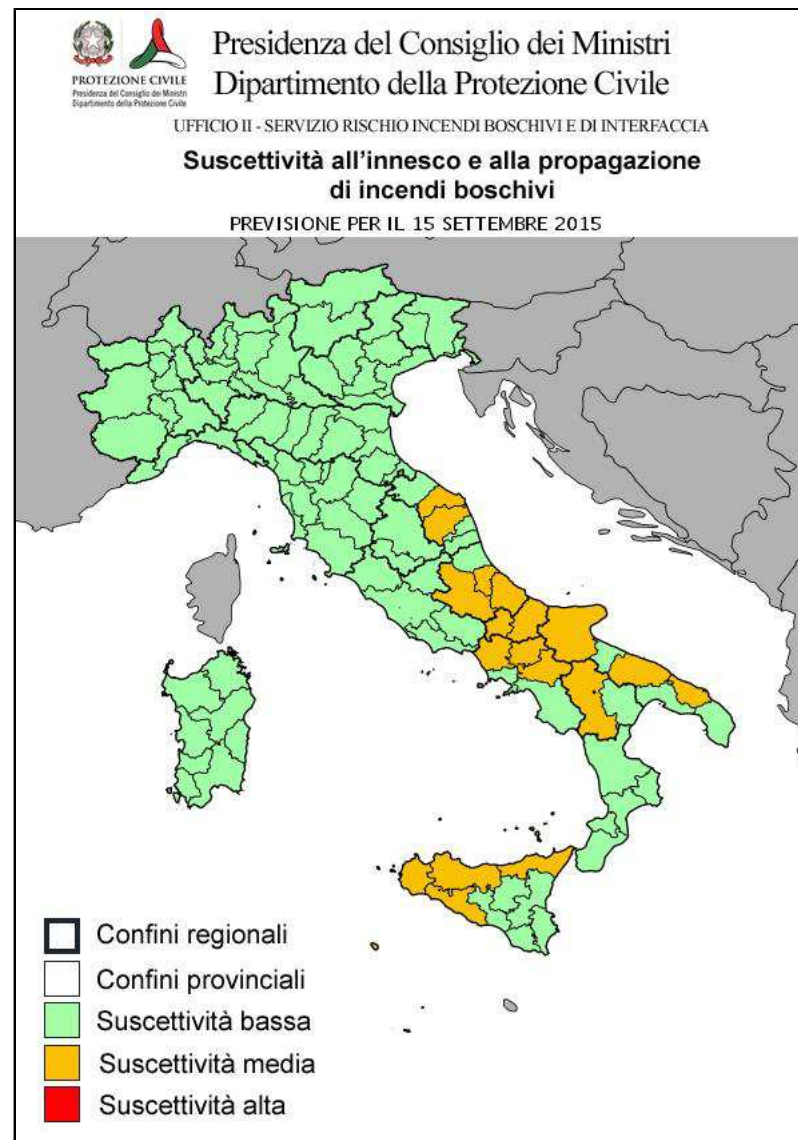 PROTEZIONE CIVILE
Presidenza del Consiglio dei Ministri
Dipartimento della Protezione Civile
Presidenza del Consiglio dei Ministri
Dipartimento della Protezione Civile
UFFICIO II - SERVIZIO RISCHIO INCENDI BOSCHIVI E DI INTERFACCIA
Suscettività all'innesco e alla propagazione
di incendi boschivi
PREVISIONE PER IL 15 SETTEMBRE 2015
Confini regionali
Confini provinciali
Suscettività bassa
Suscettività media
Suscettività alta